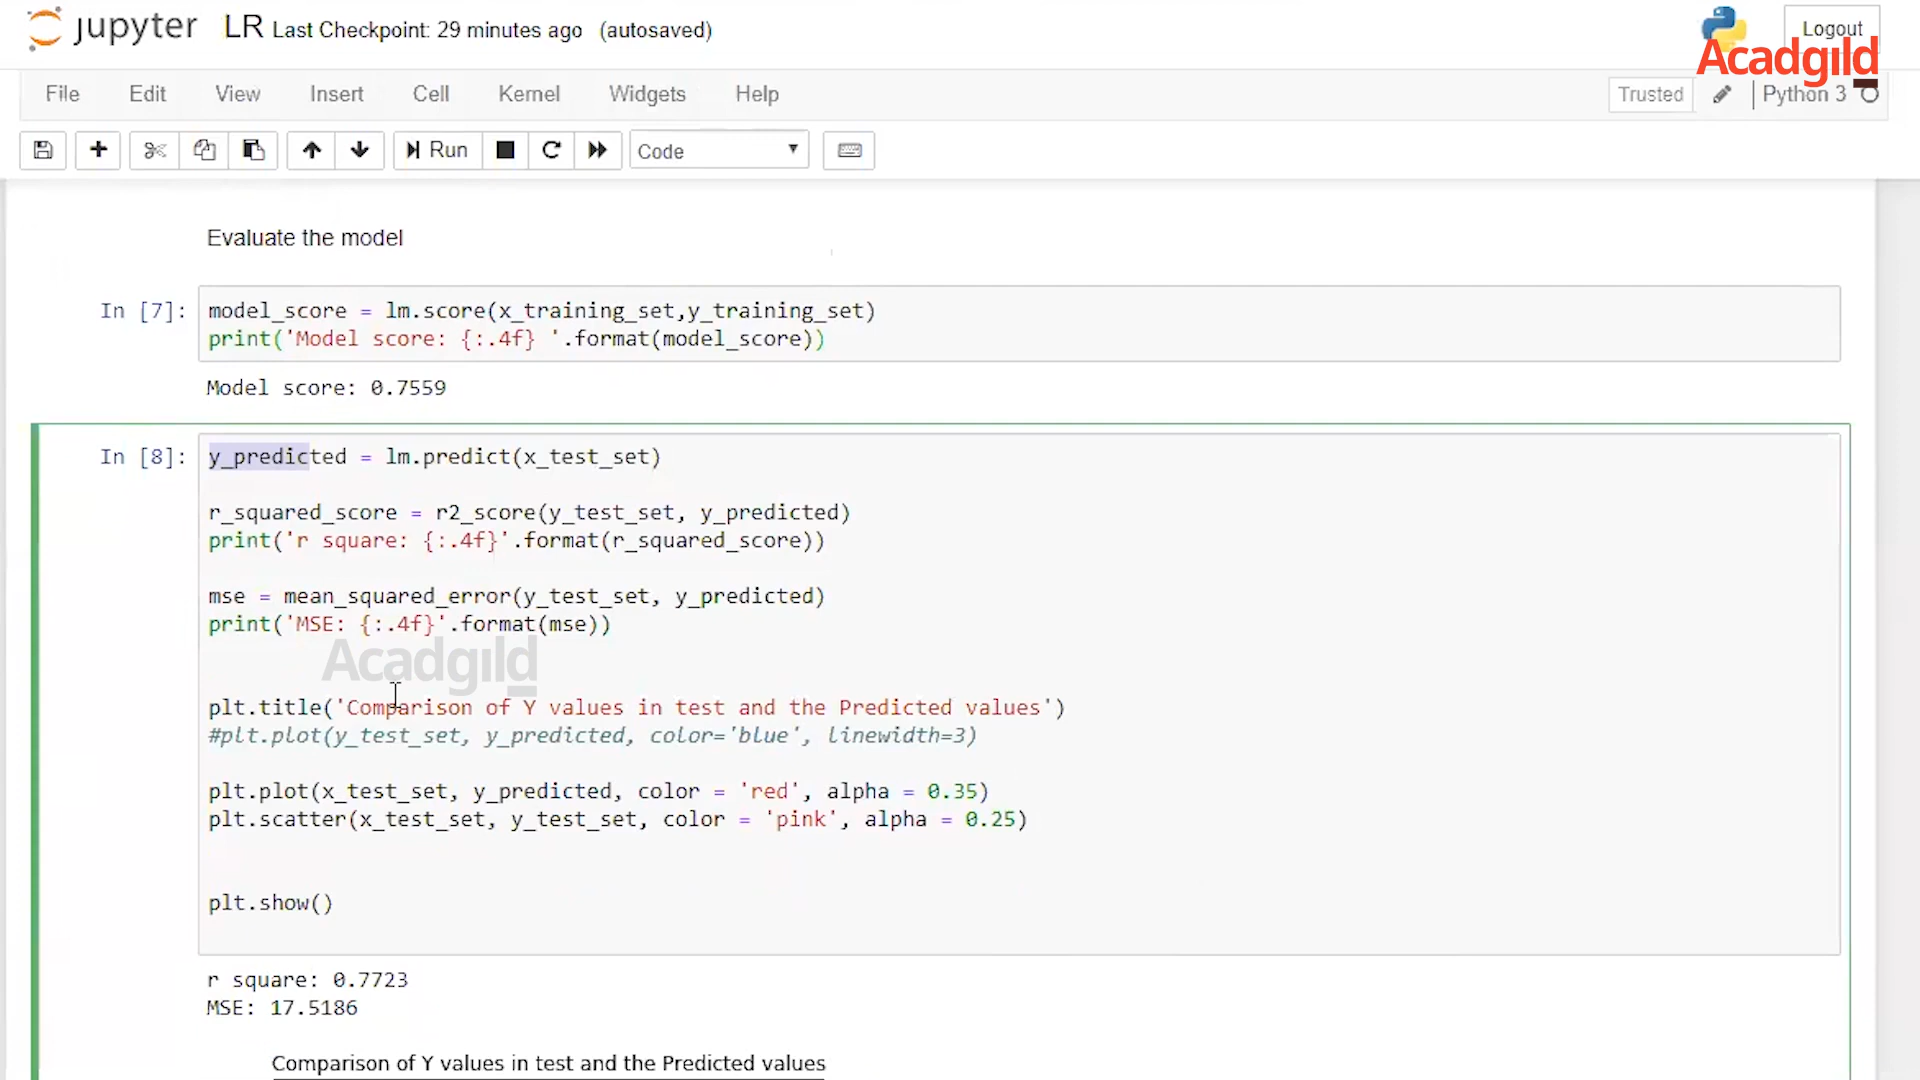 jupyter LR Last Checkpoint: 29 minutes ago (autosaved)
Logout
Acadgild
File Edit View Insert Cell Kernel Widgets Help
Trusted Python 3
Run Code
Evaluate the model
In [7]: model_score = lm.score(x_training_set,y_training_set)
print('Model score: {:.4f} '.format(model_score))
Model score: 0.7559
In [8]: y_predicted = lm.predict(x_test_set)
r_squared_score = r2_score(y_test_set, y_predicted)
print('r square: {:.4f}'.format(r_squared_score))
mse = mean_squared_error(y_test_set, y_predicted)
print('MSE: {:.4f}'.format(mse))
Acadgild
plt.title('Comparison of Y values in test and the Predicted values')
#plt.plot(y_test_set, y_predicted, color='blue', linewidth=3)
plt.plot(x_test_set, y_predicted, color = 'red', alpha = 0.35)
plt.scatter(x_test_set, y_test_set, color = 'pink', alpha = 0.25)
plt.show()
r square: 0.7723
MSE: 17.5186
Comparison of Y values in test and the Predicted values